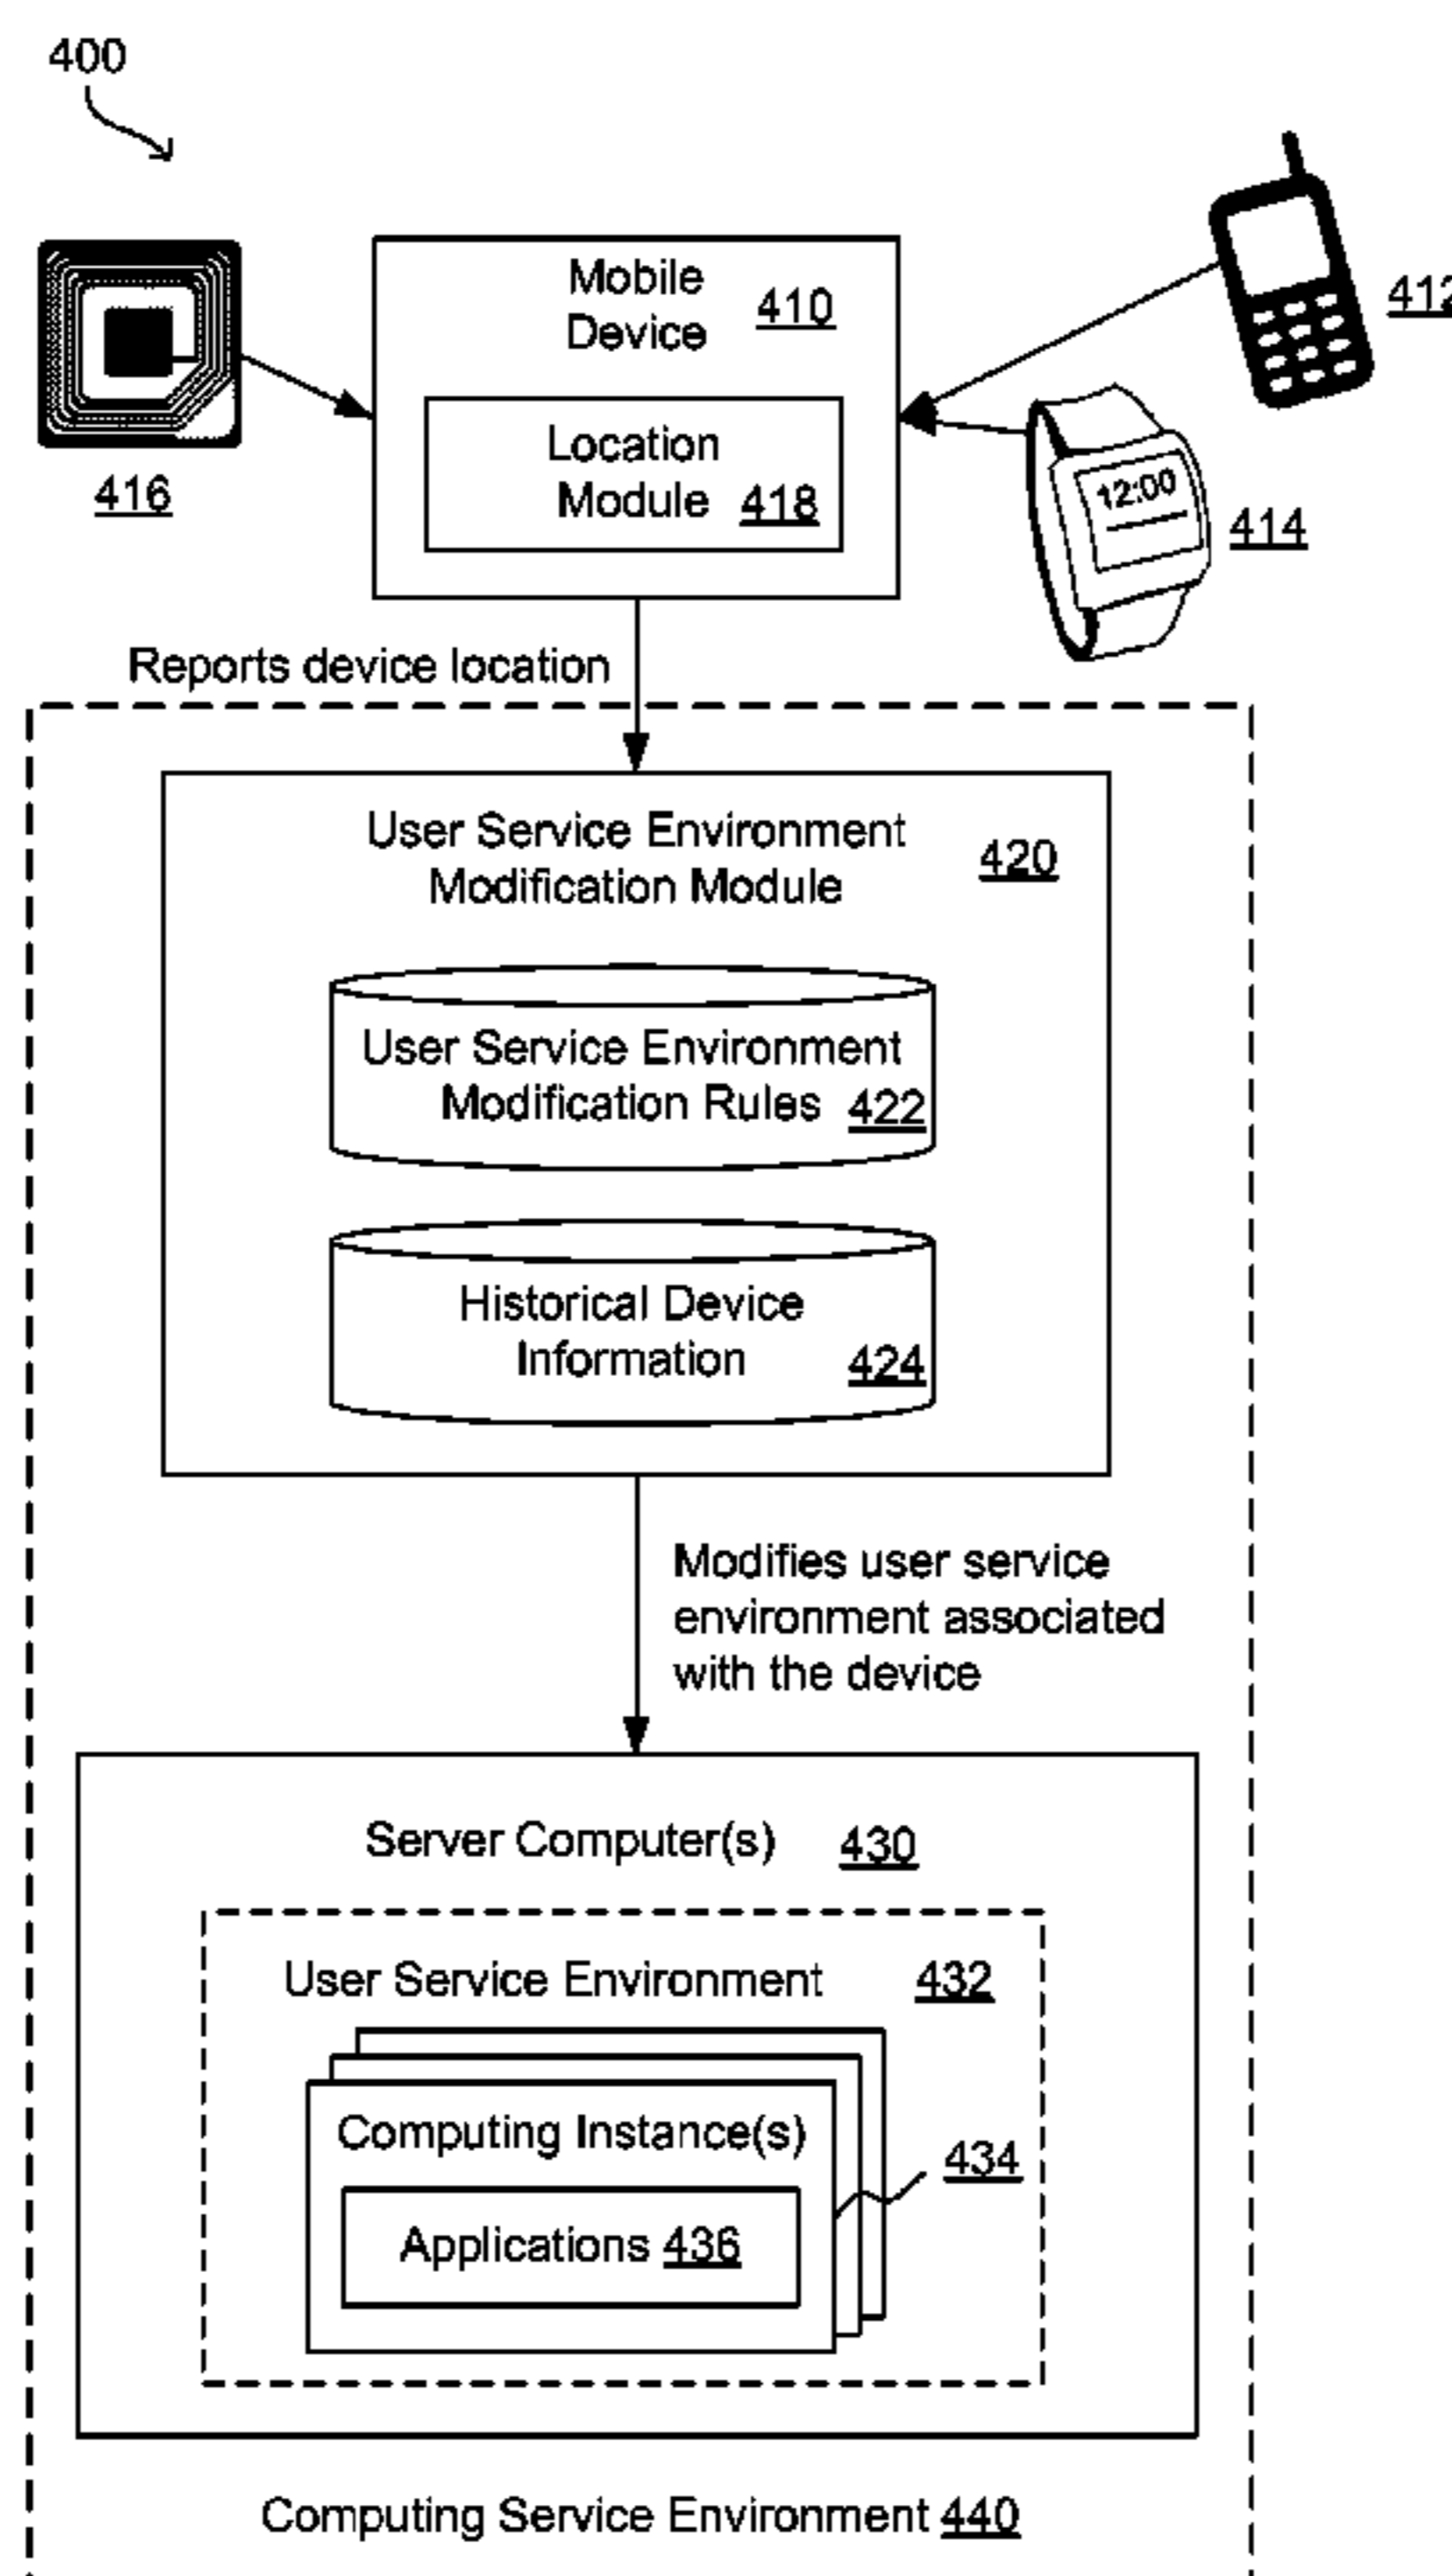 400
Mobile
Device 410
412
Location
Module 418
416
12:00
414
Reports device location
User Service Environment
Modification Module 420
User Service Environment
Modification Rules 422
Historical Device
Information 424
Modifies user service
environment associated
with the device
Server Computer(s) 430
User Service Environment 432
Computing Instance(s)
434
Applications 436
Computing Service Environment 440